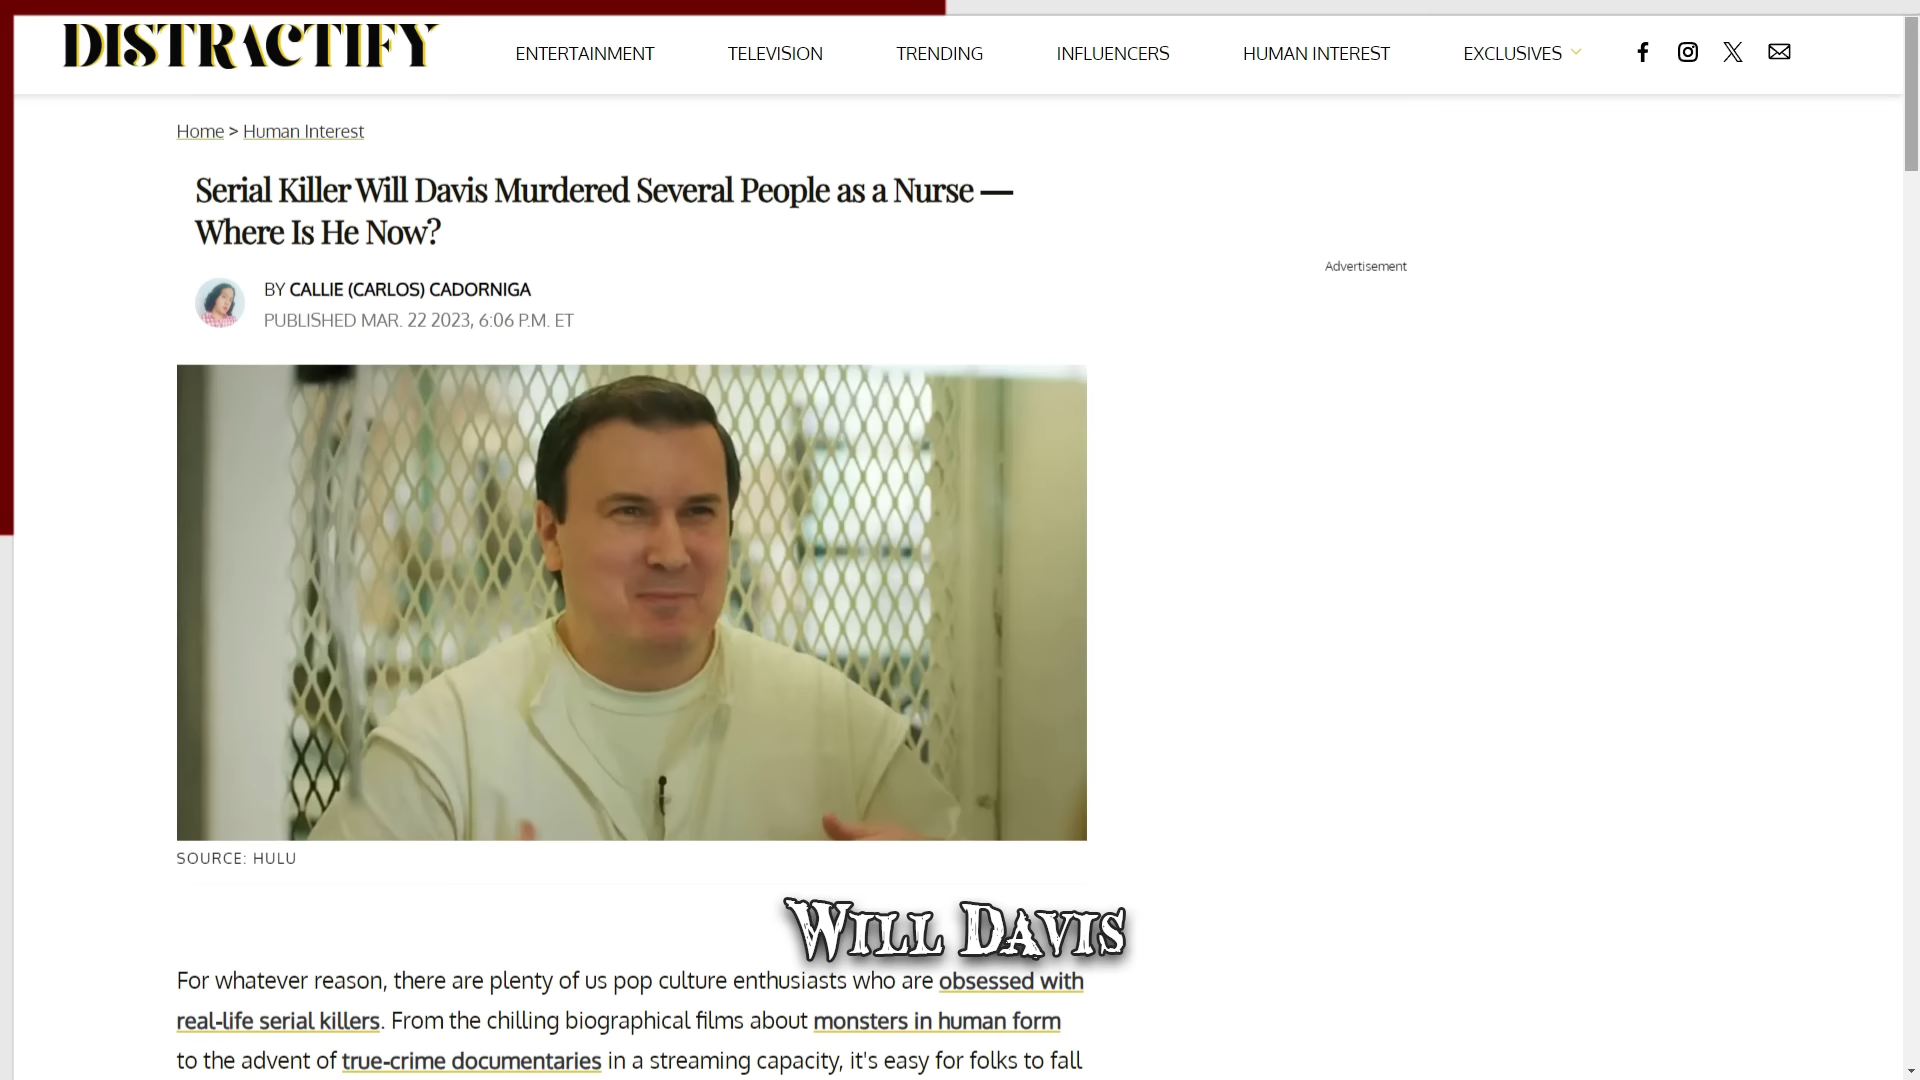 DISTRACTIFY
ENTERTAINMENT TELEVISION TRENDING INFLUENCERS HUMAN INTEREST EXCLUSIVES
Home > Human Interest
Serial Killer Will Davis Murdered Several People as a Nurse —
Where Is He Now?
BY CALLIE (CARLOS) CADORNIGA
PUBLISHED MAR. 22 2023, 6:06 P.M. ET
Advertisement
SOURCE: HULU
Will Davis
For whatever reason, there are plenty of us pop culture enthusiasts who are obsessed with
real-life serial killers. From the chilling biographical films about monsters in human form
to the advent of true-crime documentaries in a streaming capacity, it's easy for folks to fall